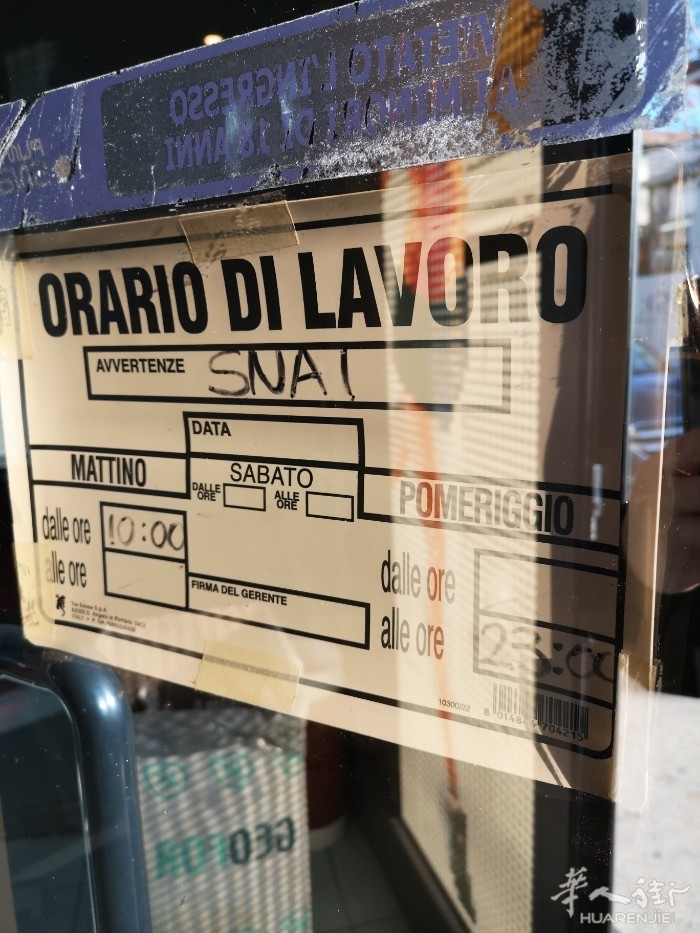 VIETATO L'INGRESSO
AI MINORI DI 18 ANNI
ORARIO DI LAVORO
AVVERTENZE SNAI
DATA
MATTINO
SABATO
DALLE ORE
ALLE ORE
POMERIGGIO
dalle ore 10:00
alle ore
FIRMA DEL GERENTE
dalle ore
alle ore 23:00
10300/22
GEOFOR
华人街
HUARENJIE